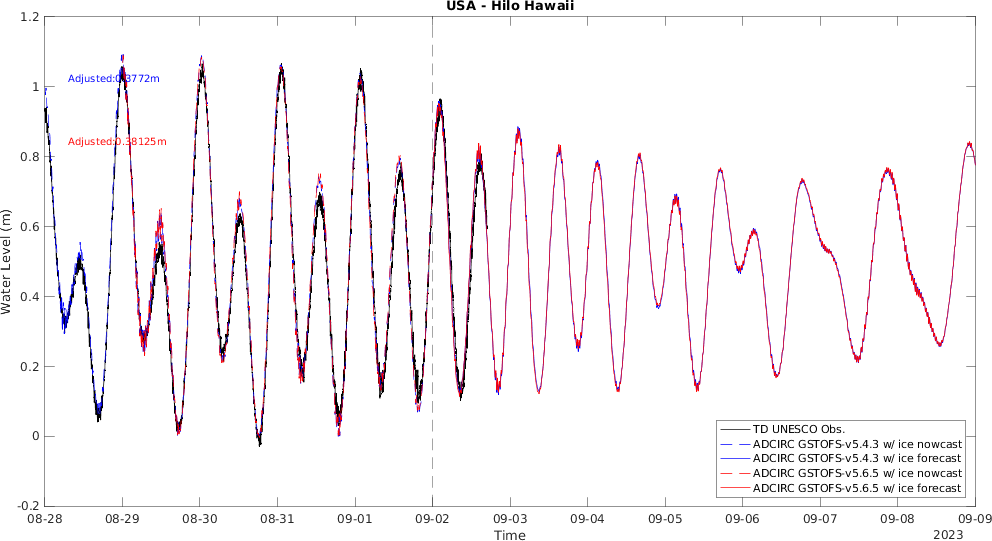 USA - Hilo Hawaii
Adjusted:0.3772m
Adjusted:0.38125m
Water Level (m)
1.2
1
0.8
0.6
0.4
0.2
0
-0.2
TD UNESCO Obs.
ADCIRC GSTOFS-v5.4.3 w/ ice nowcast
ADCIRC GSTOFS-v5.4.3 w/ ice forecast
ADCIRC GSTOFS-v5.6.5 w/ ice nowcast
ADCIRC GSTOFS-v5.6.5 w/ ice forecast
08-28 08-29 08-30 08-31 09-01 09-02 09-03 09-04 09-05 09-06 09-07 09-08 09-09
Time
2023